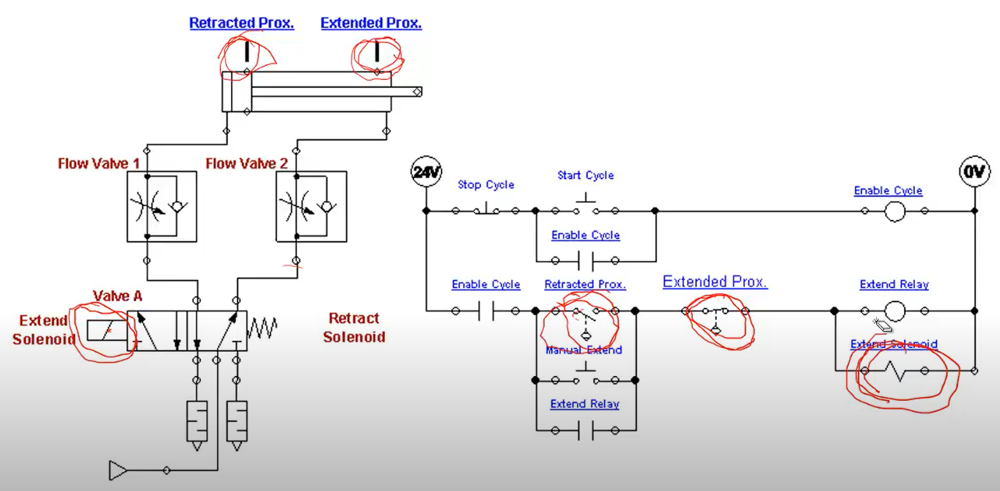 Retracted Prox.
Extended Prox.
Flow Valve 1
Flow Valve 2
24V
0V
Stop Cycle
Start Cycle
Enable Cycle
Enable Cycle
Enable Cycle
Retracted Prox.
Extended Prox.
Extend Relay
Valve A
Extend
Solenoid
Retract
Solenoid
Manual Extend
Extend Solenoid
Extend Relay